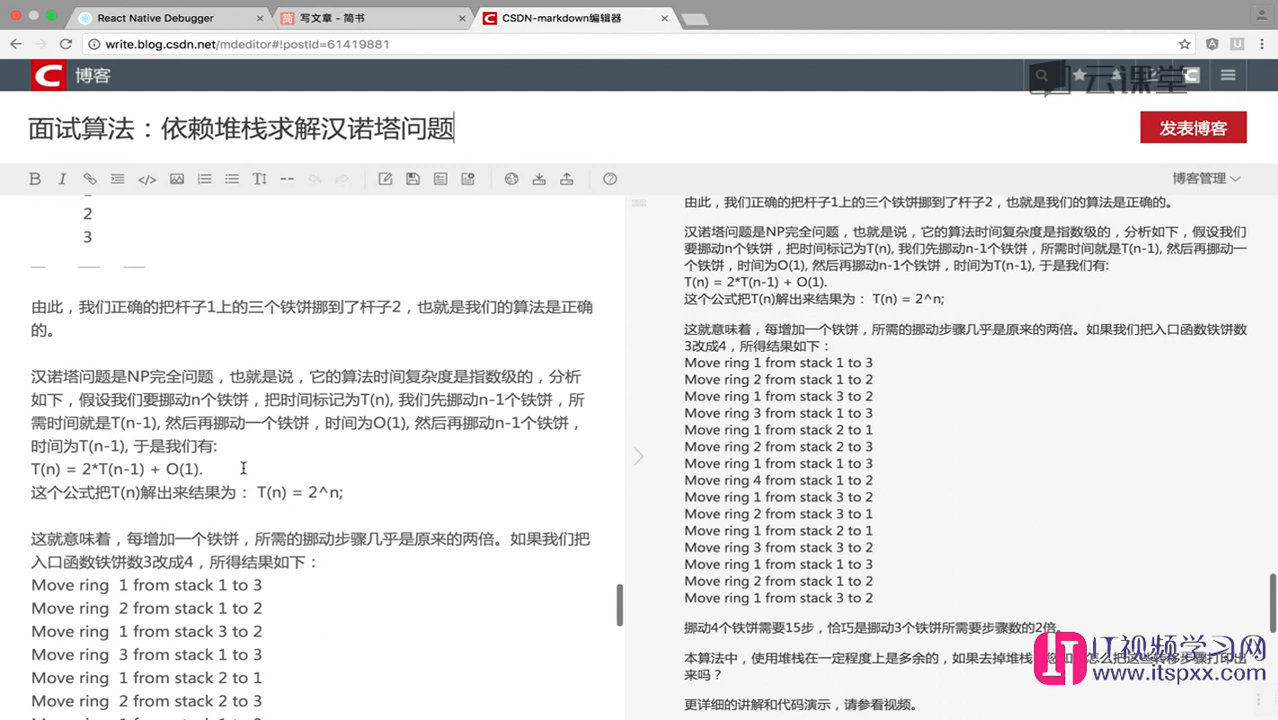 React Native Debugger
写文章 - 简书
CSDN-markdown编辑器
write.blog.csdn.net/mdeditor#!postId=61419881
博客
云课堂
面试算法：依赖堆栈求解汉诺塔问题
发表博客
博客管理
2
3
由此，我们正确的把杆子1上的三个铁饼挪到了杆子2，也就是我们的算法是正确
的。
汉诺塔问题是NP完全问题，也就是说，它的算法时间复杂度是指数级的，分析
如下，假设我们要挪动n个铁饼，把时间标记为T(n), 我们先挪动n-1个铁饼，所
需时间就是T(n-1), 然后再挪动一个铁饼，时间为O(1), 然后再挪动n-1个铁饼，
时间为T(n-1), 于是我们有:
T(n) = 2*T(n-1) + O(1).
这个公式把T(n)解出来结果为： T(n) = 2^n;
这就意味着，每增加一个铁饼，所需的挪动步骤几乎是原来的两倍。如果我们把
入口函数铁饼数3改成4，所得结果如下：
Move ring 1 from stack 1 to 3
Move ring 2 from stack 1 to 2
Move ring 1 from stack 3 to 2
Move ring 3 from stack 1 to 3
Move ring 1 from stack 2 to 1
Move ring 2 from stack 2 to 3
由此，我们正确的把杆子1上的三个铁饼挪到了杆子2，也就是我们的算法是正确的。
汉诺塔问题是NP完全问题，也就是说，它的算法时间复杂度是指数级的，分析如下，假设我们
要挪动n个铁饼，把时间标记为T(n), 我们先挪动n-1个铁饼，所需时间就是T(n-1), 然后再挪动一
个铁饼，时间为O(1), 然后再挪动n-1个铁饼，时间为T(n-1), 于是我们有:
T(n) = 2*T(n-1) + O(1).
这个公式把T(n)解出来结果为： T(n) = 2^n;
这就意味着，每增加一个铁饼，所需的挪动步骤几乎是原来的两倍。如果我们把入口函数铁饼数
3改成4，所得结果如下：
Move ring 1 from stack 1 to 3
Move ring 2 from stack 1 to 2
Move ring 1 from stack 3 to 2
Move ring 3 from stack 1 to 3
Move ring 1 from stack 2 to 1
Move ring 2 from stack 2 to 3
Move ring 1 from stack 1 to 3
Move ring 4 from stack 1 to 2
Move ring 1 from stack 3 to 2
Move ring 2 from stack 3 to 1
Move ring 1 from stack 2 to 1
Move ring 3 from stack 3 to 2
Move ring 1 from stack 1 to 3
Move ring 2 from stack 1 to 2
Move ring 1 from stack 3 to 2
挪动4个铁饼需要15步，恰巧是挪动3个铁饼所需要步骤数的2倍。
本算法中，使用堆栈在一定程度上是多余的，如果去掉堆栈 怎么把这些转移步骤打印出
来吗？
更详细的讲解和代码演示，请参看视频。
IT视频学习网
www.itspxx.com